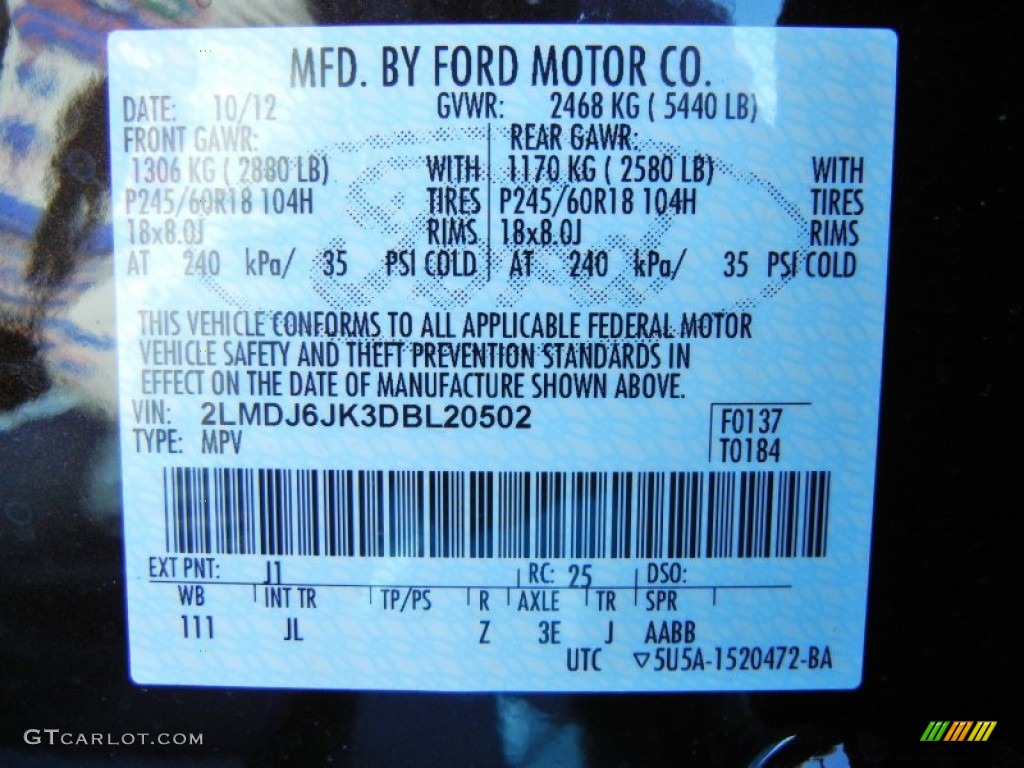 MFD. BY FORD MOTOR CO.
DATE: 10/12 GVWR: 2468 KG ( 5440 LB)
FRONT GAWR: REAR GAWR:
1306 KG ( 2880 LB) WITH 1170 KG ( 2580 LB) WITH
P245/60R18 104H TIRES P245/60R18 104H TIRES
18x8.0J RIMS 18x8.0J RIMS
AT 240 kPa/ 35 PSI COLD AT 240 kPa/ 35 PSI COLD
THIS VEHICLE CONFORMS TO ALL APPLICABLE FEDERAL MOTOR
VEHICLE SAFETY AND THEFT PREVENTION STANDARDS IN
EFFECT ON THE DATE OF MANUFACTURE SHOWN ABOVE.
VIN: 2LMDJ6JK3DBL20502 F0137
TYPE: MPV T0184
EXT PNT: J1 RC: 25 DSO:
WB INT TR TP/PS R AXLE TR SPR
111 JL Z 3E J AABB
UTC ▽5U5A-1520472-BA
GTCARLOT.COM